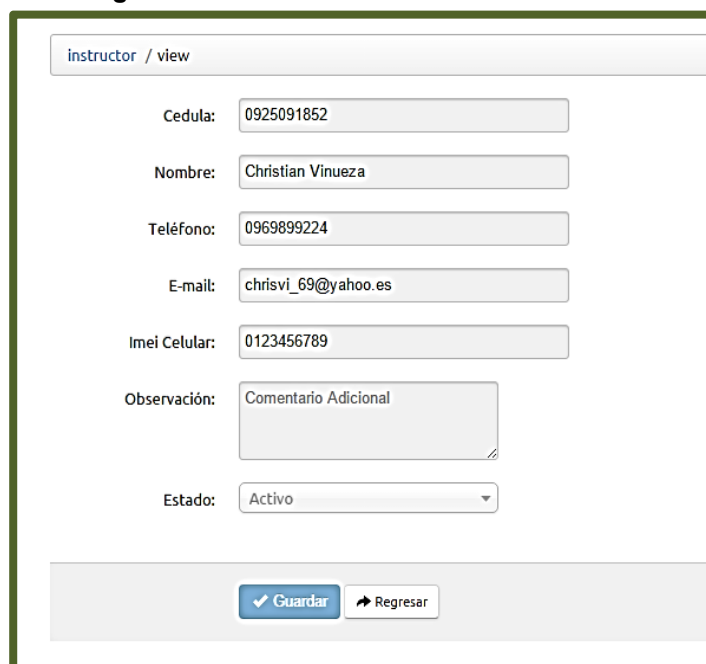 instructor / view
Cedula: 0925091852
Nombre: Christian Vinueza
Teléfono: 0969899224
E-mail: chrisvi_69@yahoo.es
Imei Celular: 0123456789
Observación: Comentario Adicional
Estado: Activo
Guardar Regresar